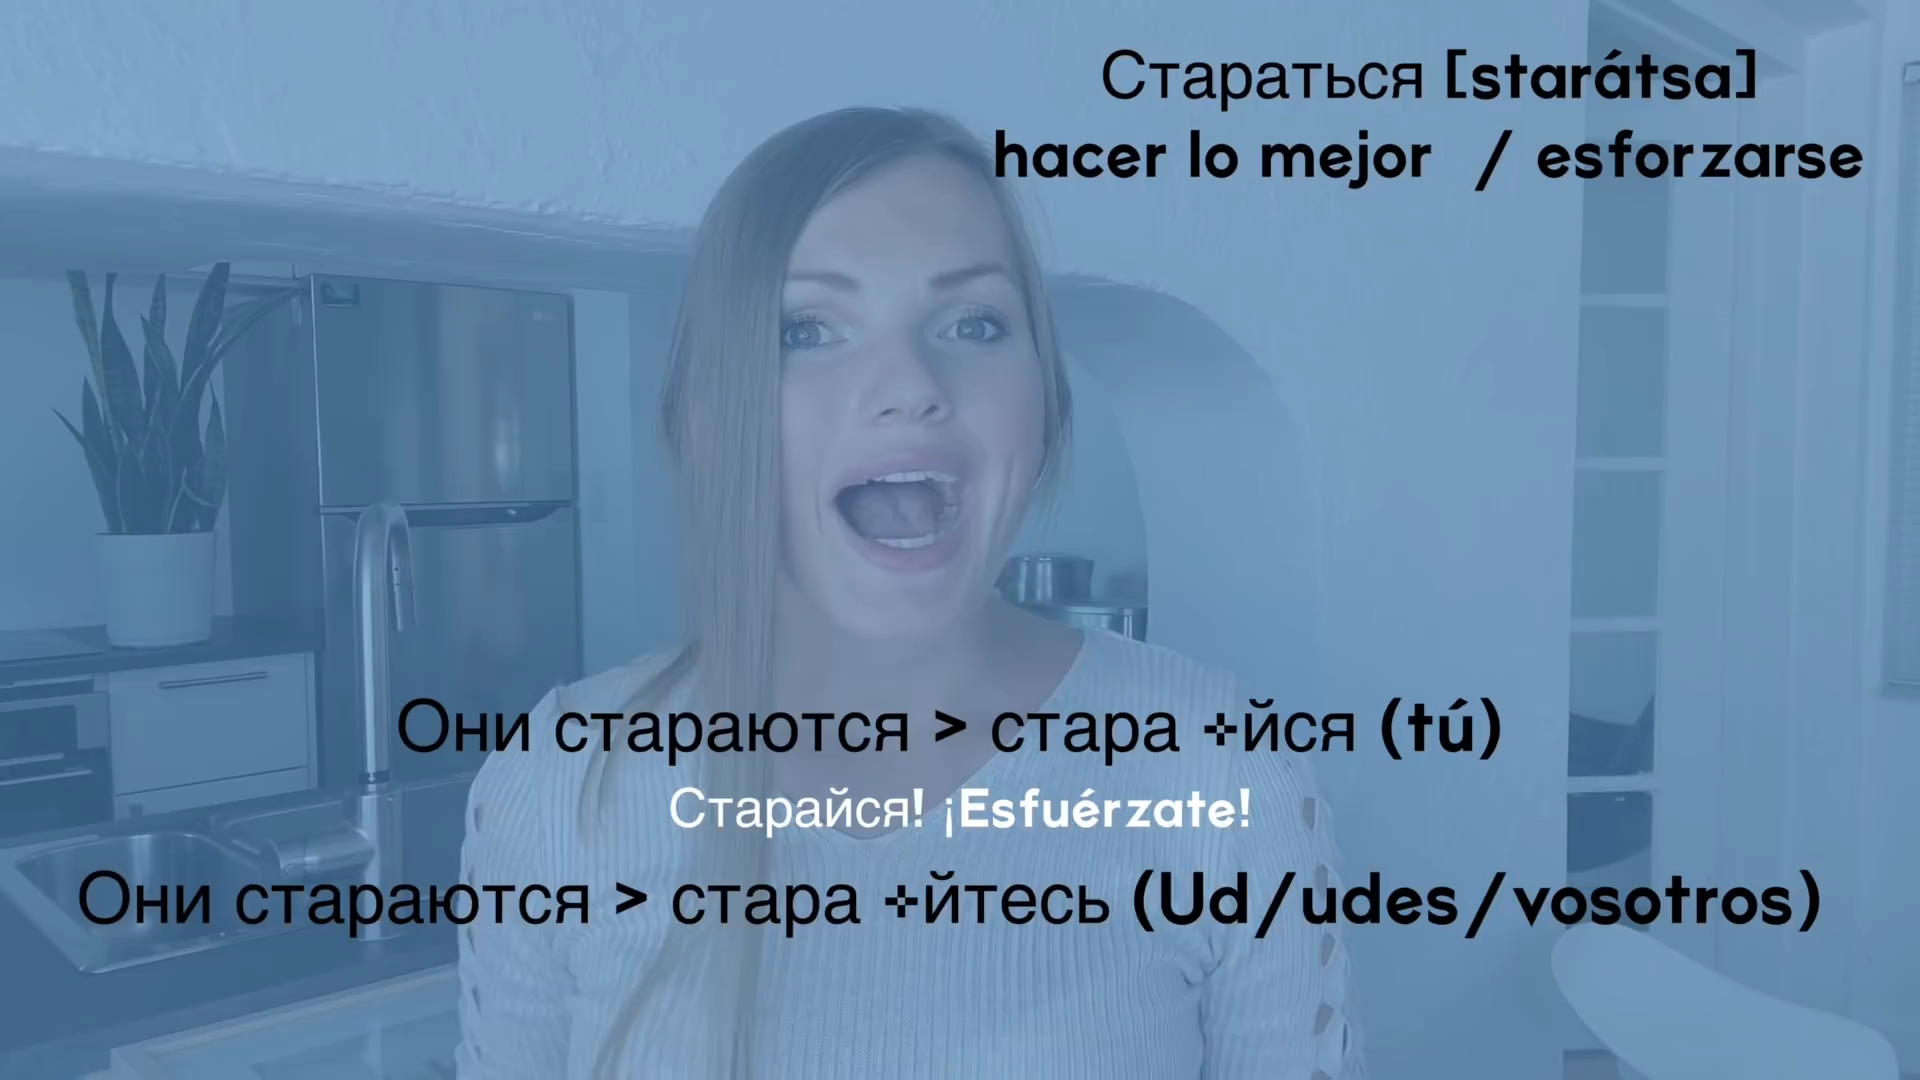 Стараться [starátsa]
hacer lo mejor / esforzarse
Они стараются > стара +йся (tú)
Старайся! ¡Esfuérzate!
Они стараются > стара +йтесь (Ud/udes/vosotros)